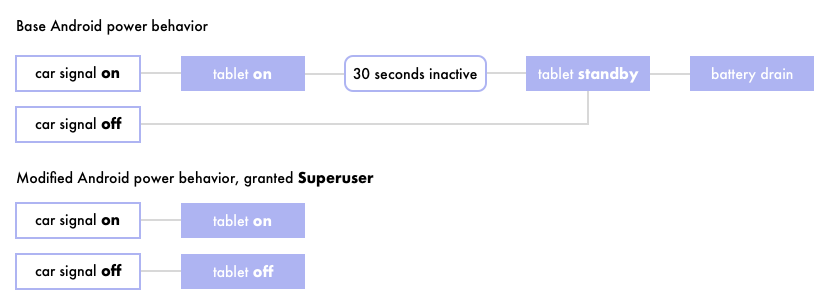 Base Android power behavior
car signal on
tablet on
30 seconds inactive
tablet standby
battery drain
car signal off
Modified Android power behavior, granted Superuser
car signal on
tablet on
car signal off
tablet off